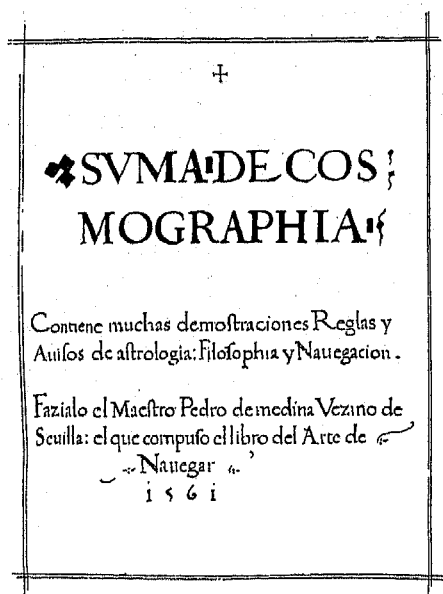 ✠
SVMA DE COS
MOGRAPHIA
Contiene muchas demostraciones Reglas y
Auisos de astrologia: Filosophia y Nauegacion.
Fazialo el Maestro Pedro de medina Vezino de
Seuilla: el que compuso el libro del Arte de
Nauegar
1561